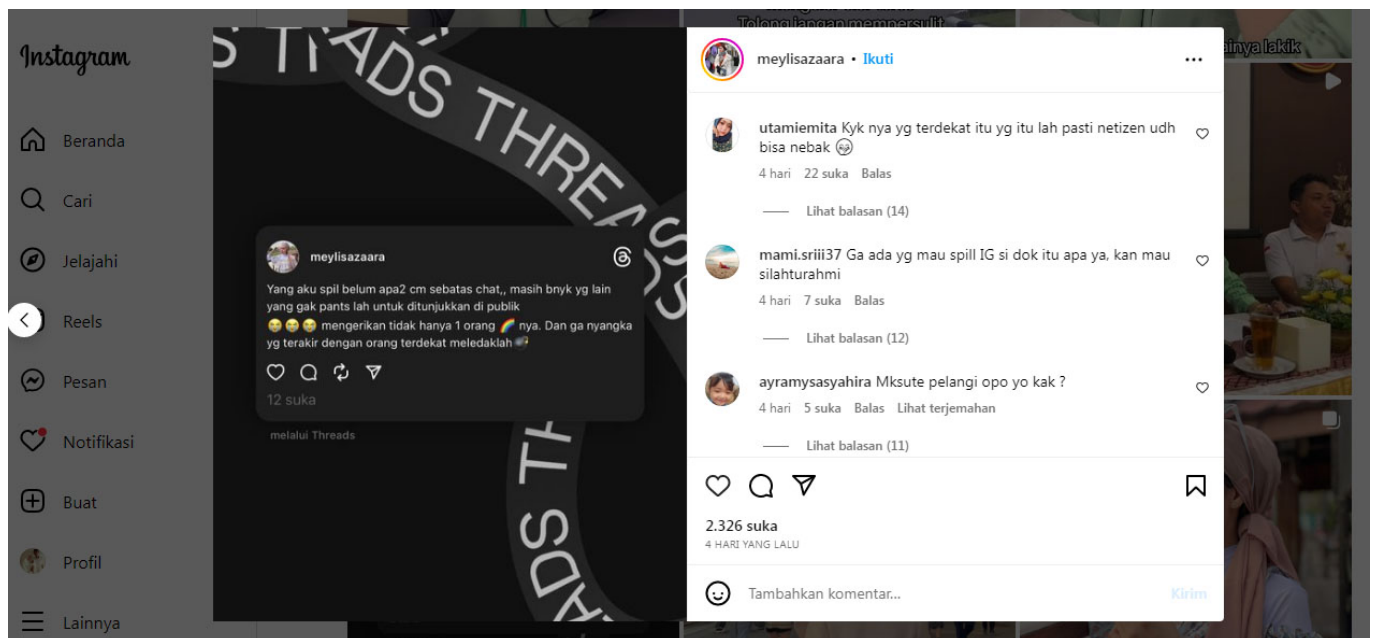 Instagram
Beranda
Cari
Jelajahi
Reels
Pesan
Notifikasi
Buat
Profil
Lainnya
Tolong jangan mempersulit
lakik
THREADS
ADS TH
meylisazaara
Yang aku spil belum apa2 cm sebatas chat,, masih bnyk yg lain
yang gak pants lah untuk ditunjukkan di publik
😭😭😭 mengerikan tidak hanya 1 orang 🌈 nya. Dan ga nyangka
yg terakir dengan orang terdekat meledaklah💣
12 suka
melalui Threads
meylisazaara • Ikuti
utamiemita Kyk nya yg terdekat itu yg itu lah pasti netizen udh
bisa nebak 😂
4 hari 22 suka Balas
Lihat balasan (14)
mami.sriii37 Ga ada yg mau spill IG si dok itu apa ya, kan mau
silahturahmi
4 hari 7 suka Balas
Lihat balasan (12)
ayramysasyahira Mksute pelangi opo yo kak ?
4 hari 5 suka Balas Lihat terjemahan
Lihat balasan (11)
2.326 suka
4 HARI YANG LALU
Tambahkan komentar...
Kirim